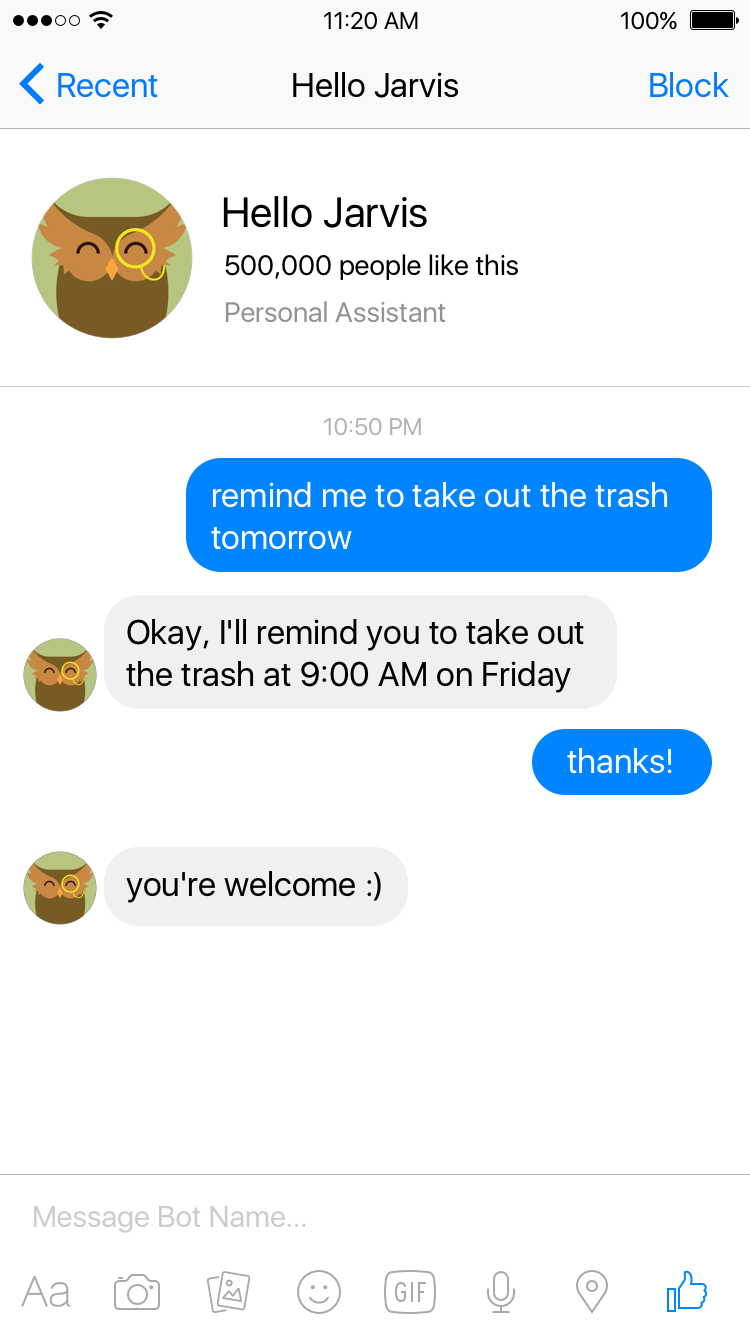 11:20 AM 100%
Recent Hello Jarvis Block
Hello Jarvis
500,000 people like this
Personal Assistant
10:50 PM
remind me to take out the trash
tomorrow
Okay, I'll remind you to take out
the trash at 9:00 AM on Friday
thanks!
you're welcome :)
Message Bot Name...
Aa GIF